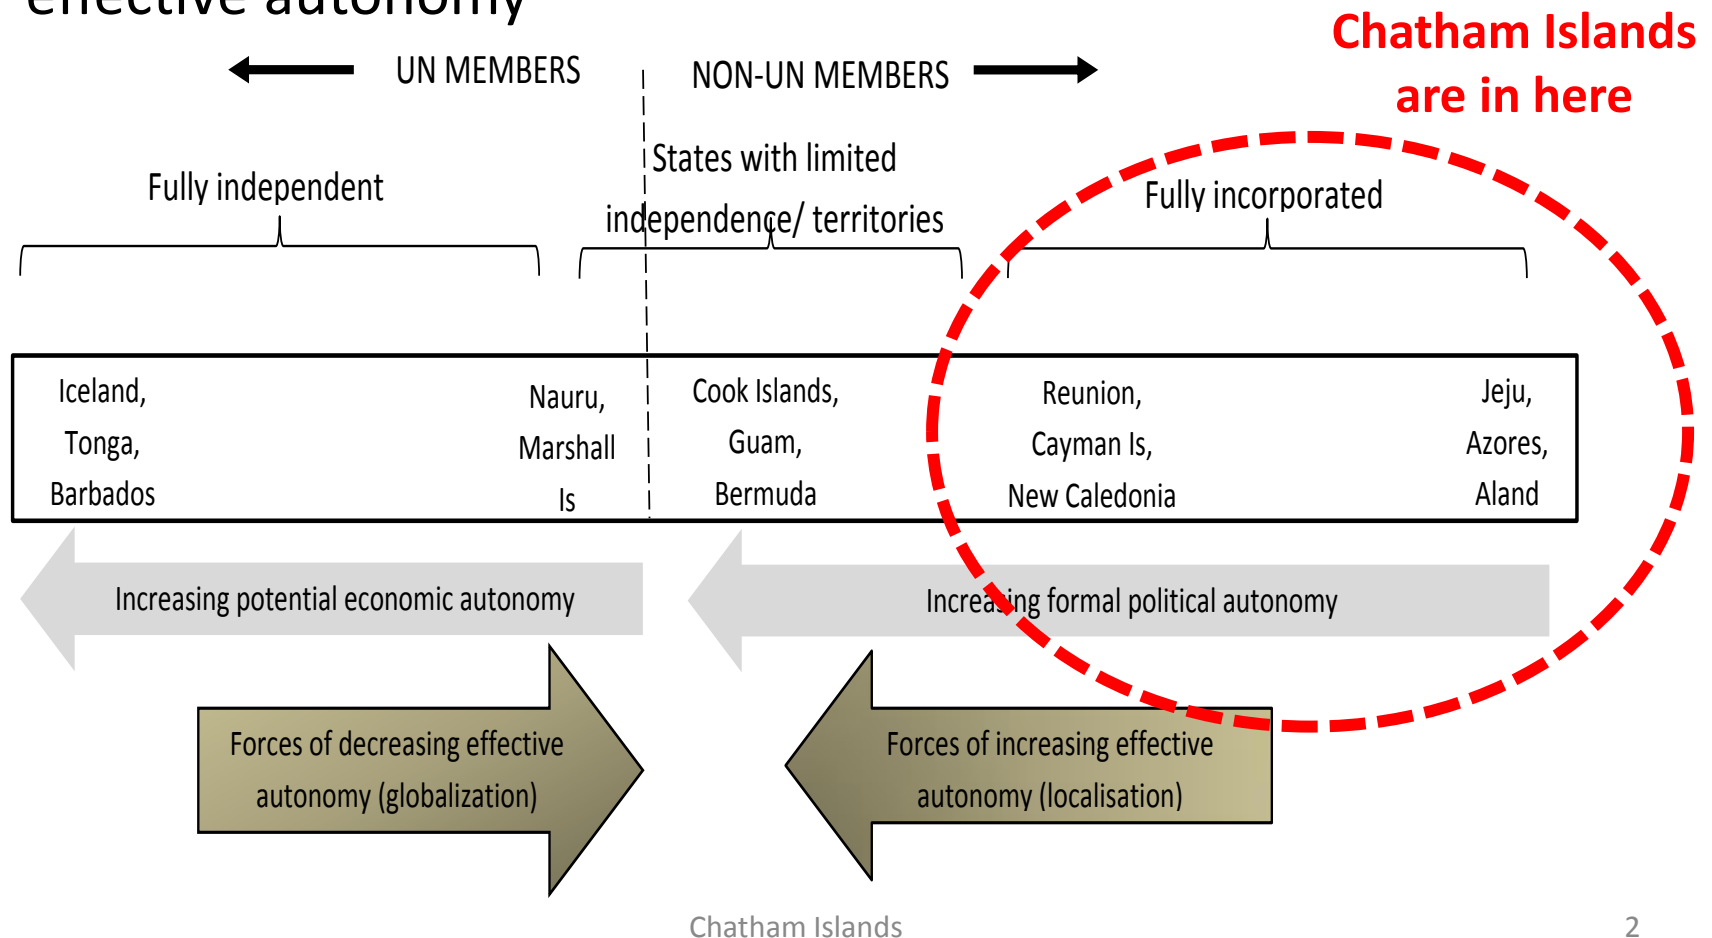 effective autonomy
Chatham Islands
are in here
UN MEMBERS
NON-UN MEMBERS
Fully independent
States with limited
independence/ territories
Fully incorporated
Iceland,
Tonga,
Barbados
Nauru,
Marshall
Is
Cook Islands,
Guam,
Bermuda
Reunion,
Cayman Is,
New Caledonia
Jeju,
Azores,
Aland
Increasing potential economic autonomy
Increasing formal political autonomy
Forces of decreasing effective
autonomy (globalization)
Forces of increasing effective
autonomy (localisation)
Chatham Islands
2